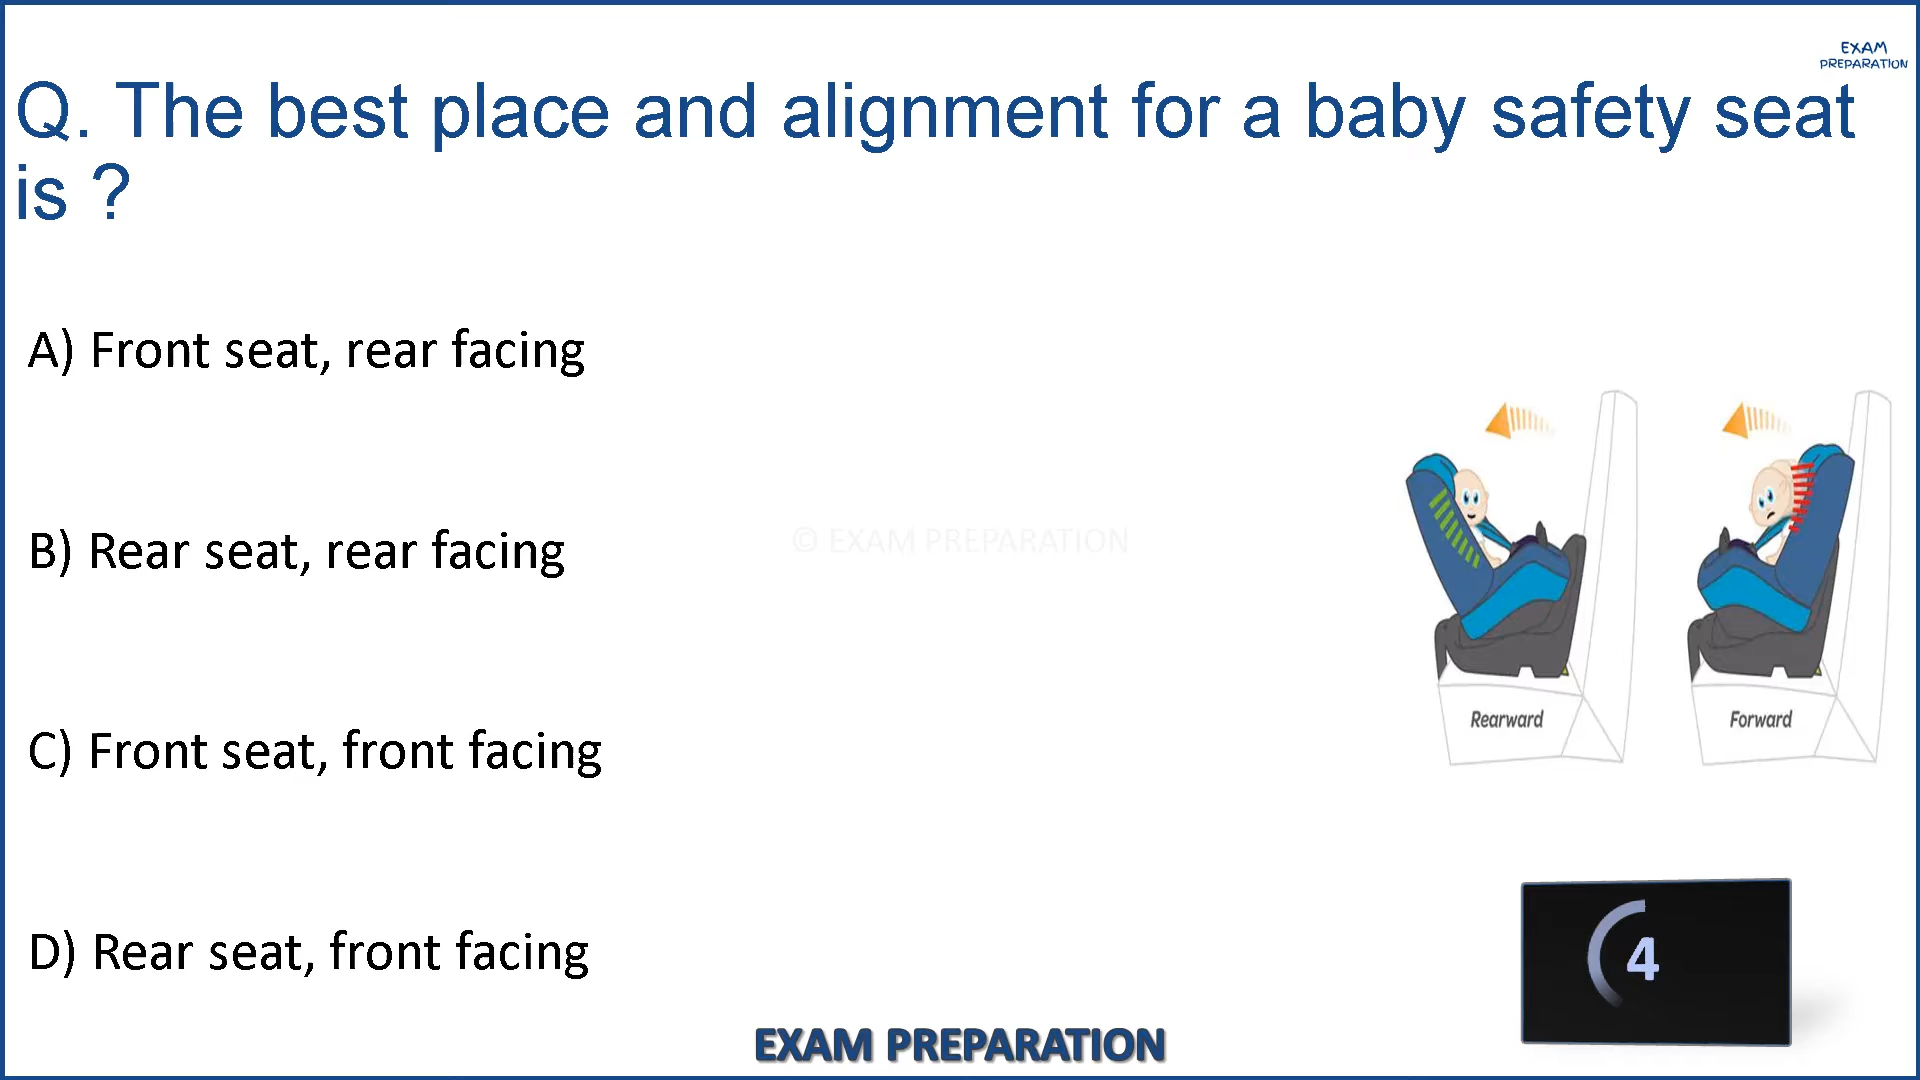 EXAM
PREPARATION
Q. The best place and alignment for a baby safety seat
is ?
A) Front seat, rear facing
B) Rear seat, rear facing
© EXAM PREPARATION
C) Front seat, front facing
Rearward
Forward
D) Rear seat, front facing
4
EXAM PREPARATION